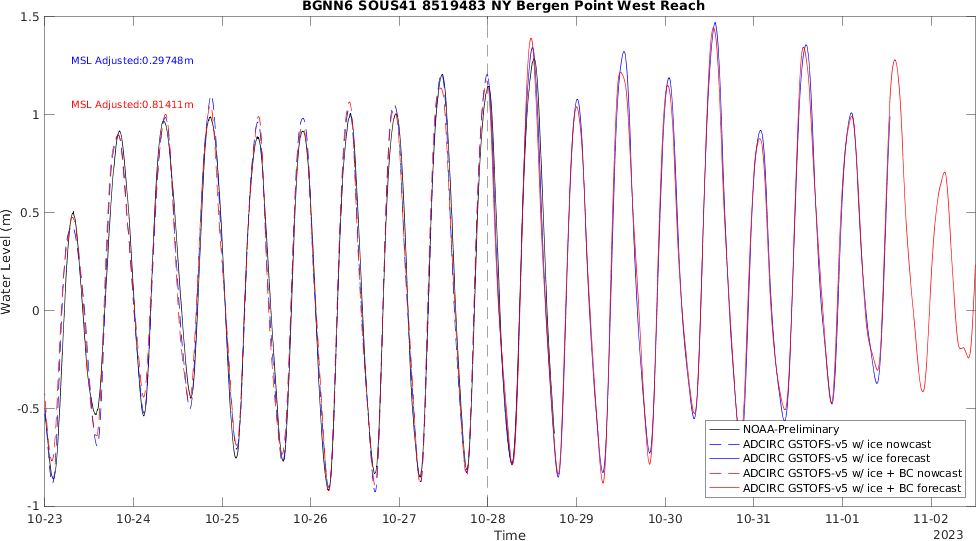 BGNN6 SOUS41 8519483 NY Bergen Point West Reach
1.5
MSL Adjusted:0.29748m
MSL Adjusted:0.81411m
1
0.5
0
-0.5
-1
Water Level (m)
NOAA-Preliminary
ADCIRC GSTOFS-v5 w/ ice nowcast
ADCIRC GSTOFS-v5 w/ ice forecast
ADCIRC GSTOFS-v5 w/ ice + BC nowcast
ADCIRC GSTOFS-v5 w/ ice + BC forecast
10-23 10-24 10-25 10-26 10-27 10-28 10-29 10-30 10-31 11-01 11-02
Time
2023